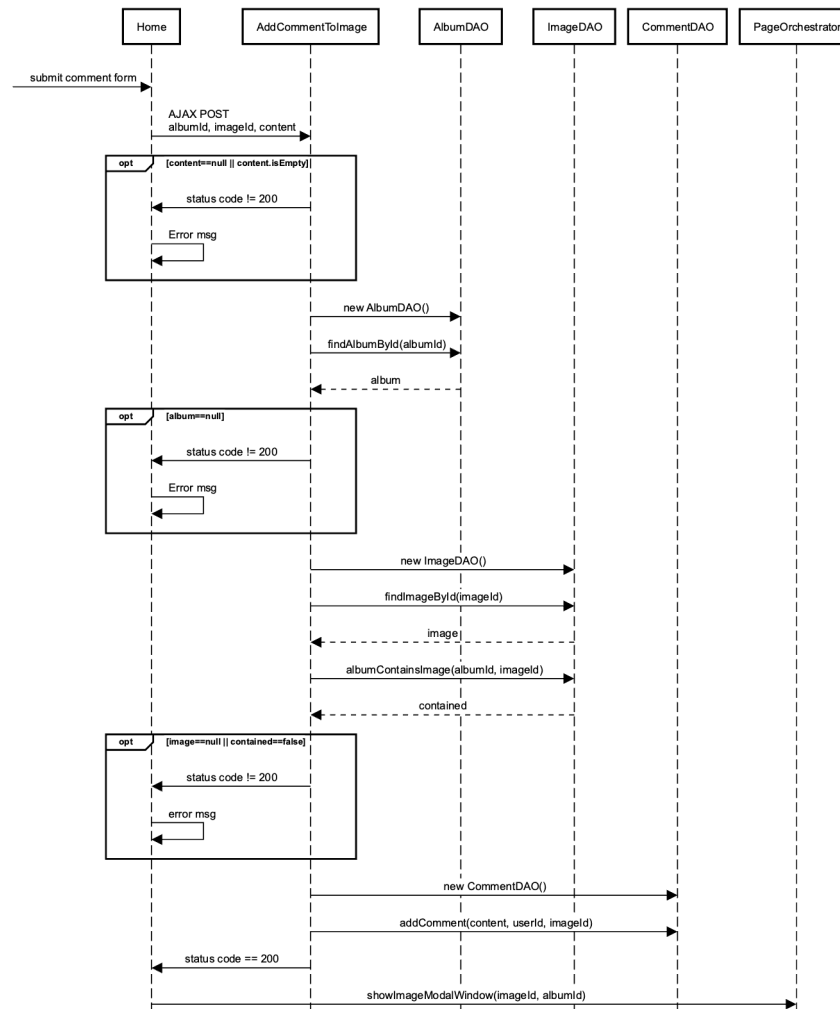 Home
AddCommentToImage
AlbumDAO
ImageDAO
CommentDAO
PageOrchestrator
submit comment form
AJAX POST
albumId, imageId, content
opt
[content==null || content.isEmpty]
status code != 200
Error msg
new AlbumDAO()
findAlbumById(albumId)
album
opt
[album==null]
status code != 200
Error msg
new ImageDAO()
findImageById(imageId)
image
albumContainsImage(albumId, imageId)
contained
opt
[image==null || contained==false]
status code != 200
error msg
new CommentDAO()
addComment(content, userId, imageId)
status code == 200
showImageModalWindow(imageId, albumId)